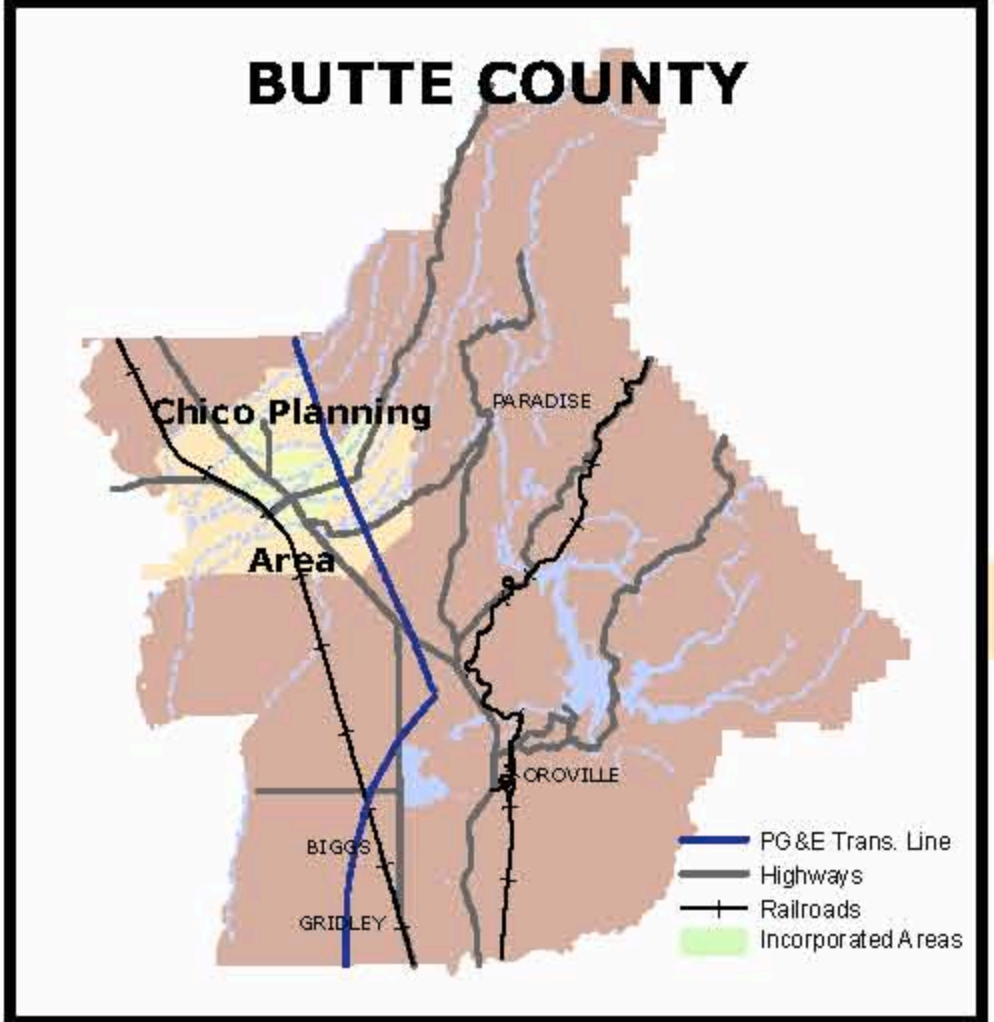 BUTTE COUNTY
Chico Planning
Area
PARADISE
OROVILLE
BIGGS
GRIDLEY
PG&E Trans. Line
Highways
Railroads
Incorporated Areas